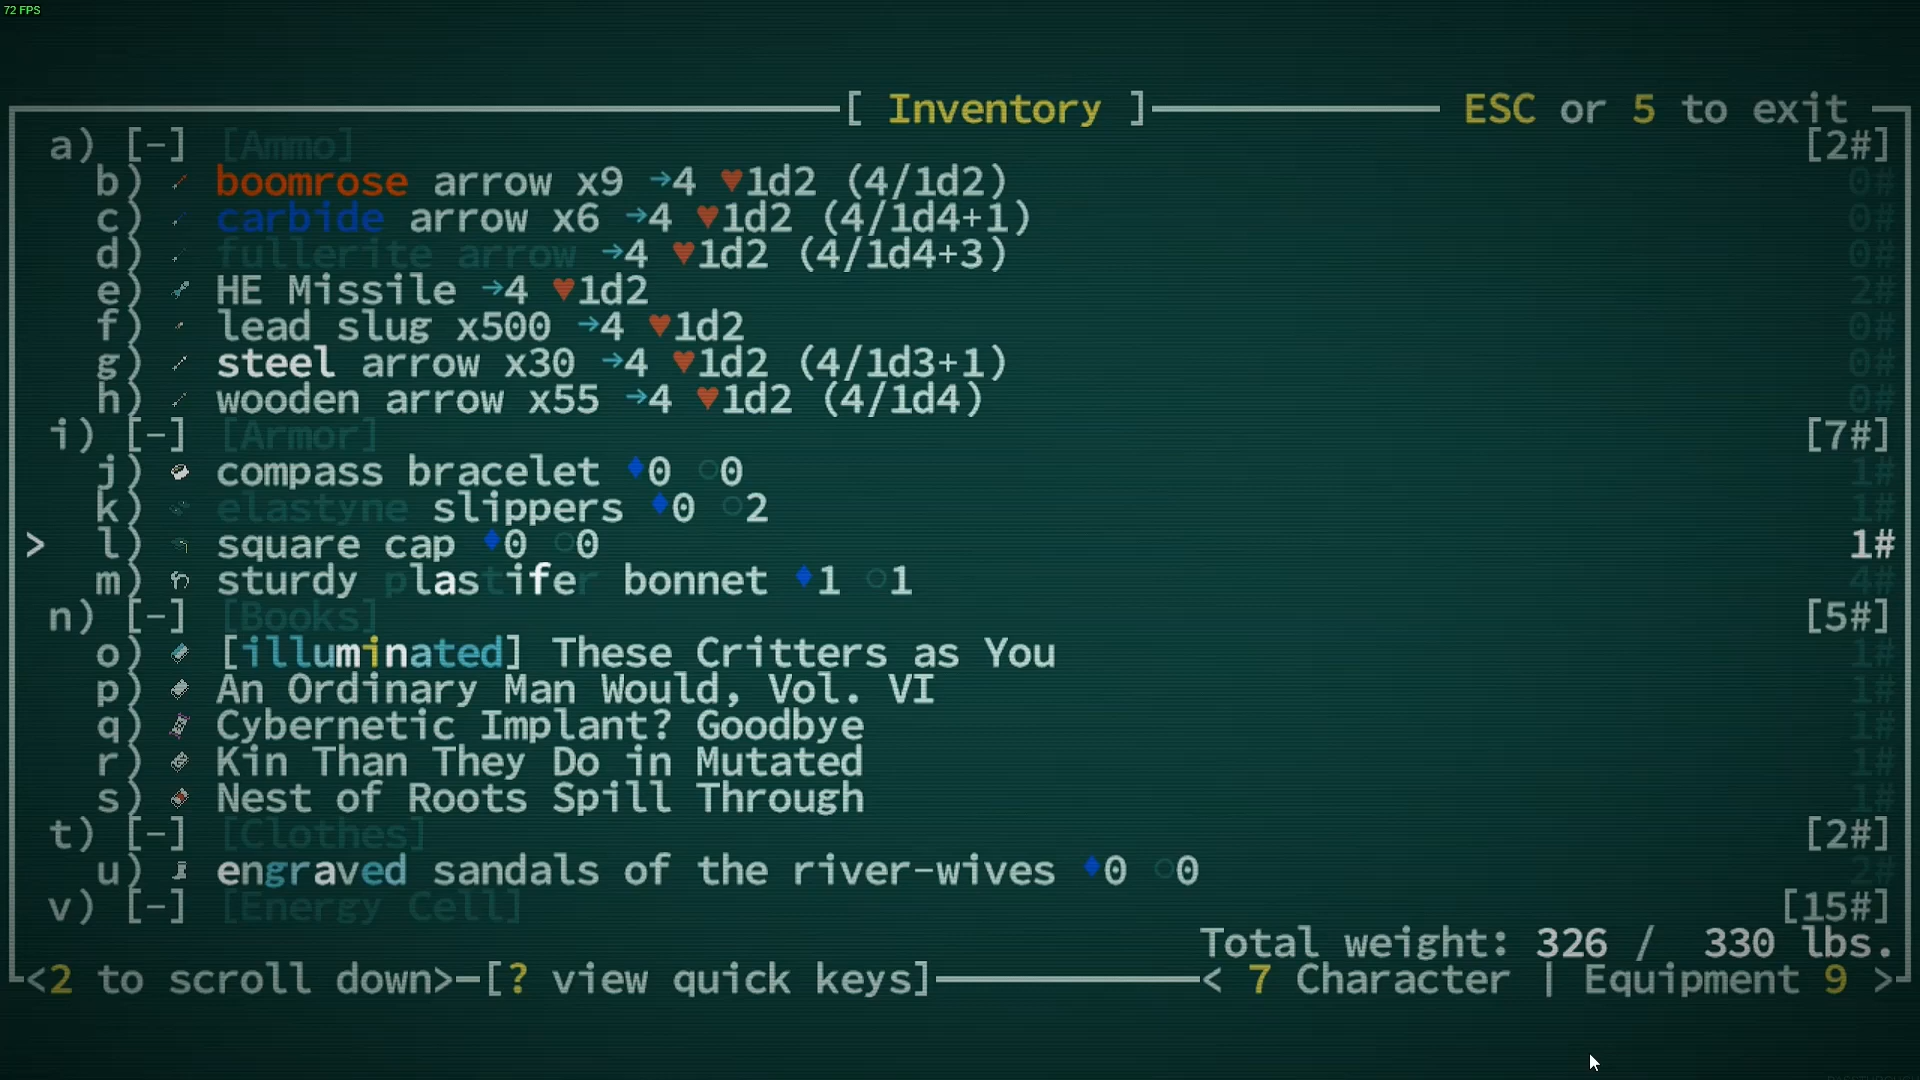 72 FPS
[ Inventory ] ESC or 5 to exit
a) [-] [Ammo] [2#]
b) boomrose arrow x9 →4 ♥1d2 (4/1d2) 0#
c) carbide arrow x6 →4 ♥1d2 (4/1d4+1) 0#
d) fullerite arrow →4 ♥1d2 (4/1d4+3) 0#
e) HE Missile →4 ♥1d2 2#
f) lead slug x500 →4 ♥1d2 0#
g) steel arrow x30 →4 ♥1d2 (4/1d3+1) 0#
h) wooden arrow x55 →4 ♥1d2 (4/1d4) 0#
i) [-] [Armor] [7#]
j) compass bracelet ♦0 ○0 1#
k) elastyne slippers ♦0 ○2 1#
> l) square cap ♦0 ○0 1#
m) sturdy plastifer bonnet ♦1 ○1 4#
n) [-] [Books] [5#]
o) [illuminated] These Critters as You 1#
p) An Ordinary Man Would, Vol. VI 1#
q) Cybernetic Implant? Goodbye 1#
r) Kin Than They Do in Mutated 1#
s) Nest of Roots Spill Through 1#
t) [-] [Clothes] [2#]
u) engraved sandals of the river-wives ♦0 ○0 2#
v) [-] [Energy Cell] [15#]
Total weight: 326 / 330 lbs.
<2 to scroll down> [? view quick keys] < 7 Character | Equipment 9 >